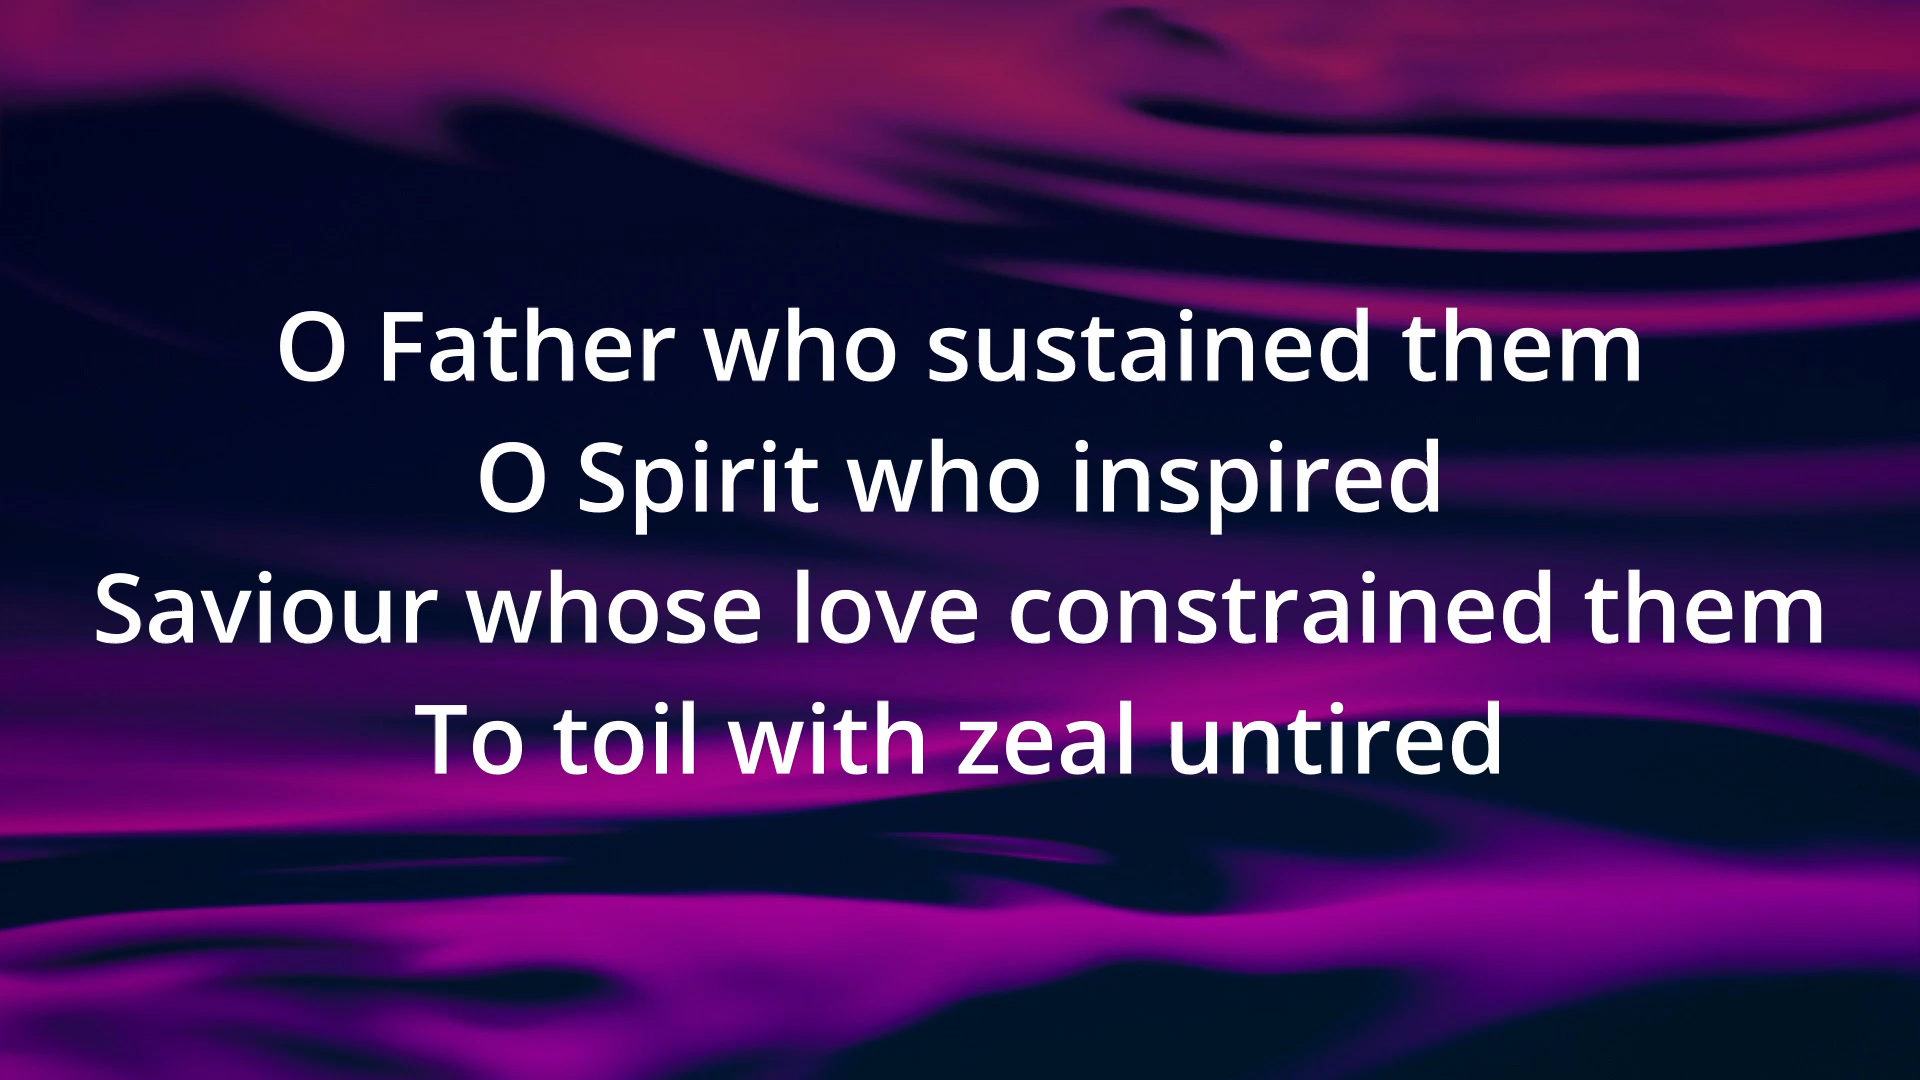 O Father who sustained them
O Spirit who inspired
Saviour whose love constrained them
To toil with zeal untired